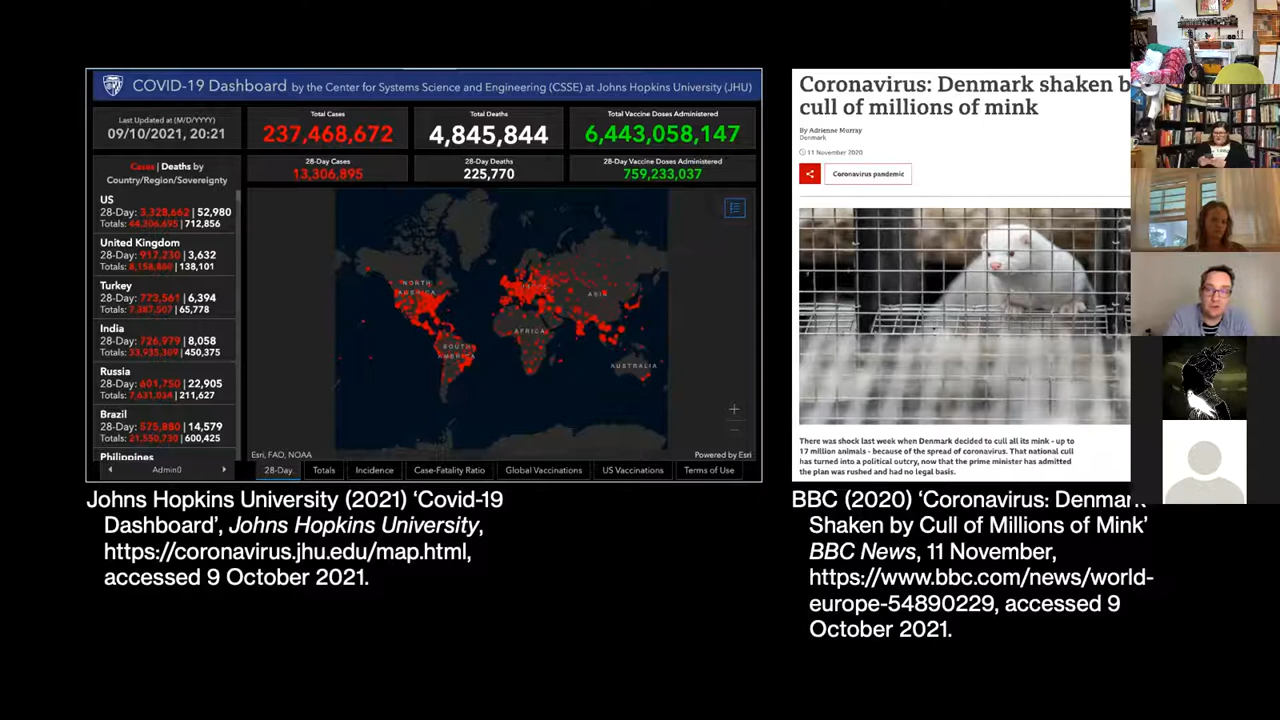 COVID-19 Dashboard by the Center for Systems Science and Engineering (CSSE) at Johns Hopkins University (JHU)
Last Updated at (M/D/YYYY)
09/10/2021, 20:21
Total Cases
237,468,672
Total Deaths
4,845,844
Total Vaccine Doses Administered
6,443,058,147
28-Day Cases
13,306,895
28-Day Deaths
225,770
28-Day Vaccine Doses Administered
759,233,037
Cases | Deaths by
Country/Region/Sovereignty
US
28-Day: 3,328,662 | 52,980
Totals: 44,306,695 | 712,856
United Kingdom
28-Day: 917,230 | 3,632
Totals: 8,158,860 | 138,101
Turkey
28-Day: 773,561 | 6,394
Totals: 7,387,507 | 65,778
India
28-Day: 726,979 | 8,058
Totals: 33,935,309 | 450,375
Russia
28-Day: 601,750 | 22,905
Totals: 7,631,034 | 211,627
Brazil
28-Day: 575,880 | 14,579
Totals: 21,550,730 | 600,425
Philippines
Admin0
NORTH
AMERICA
SOUTH
AMERICA
EUROPE
AFRICA
ASIA
AUSTRALIA
Esri, FAO, NOAA
Powered by Esri
28-Day
Totals
Incidence
Case-Fatality Ratio
Global Vaccinations
US Vaccinations
Terms of Use
Johns Hopkins University (2021) ‘Covid-19
Dashboard’, Johns Hopkins University,
https://coronavirus.jhu.edu/map.html,
accessed 9 October 2021.
Coronavirus: Denmark shaken b
cull of millions of mink
By Adrienne Murray
Denmark
11 November 2020
Coronavirus pandemic
There was shock last week when Denmark decided to cull all its mink - up to
17 million animals - because of the spread of coronavirus. That national cull
has turned into a political outcry, now that the prime minister has admitted
the plan was rushed and had no legal basis.
BBC (2020) ‘Coronavirus: Denmark
Shaken by Cull of Millions of Mink’
BBC News, 11 November,
https://www.bbc.com/news/world-
europe-54890229, accessed 9
October 2021.